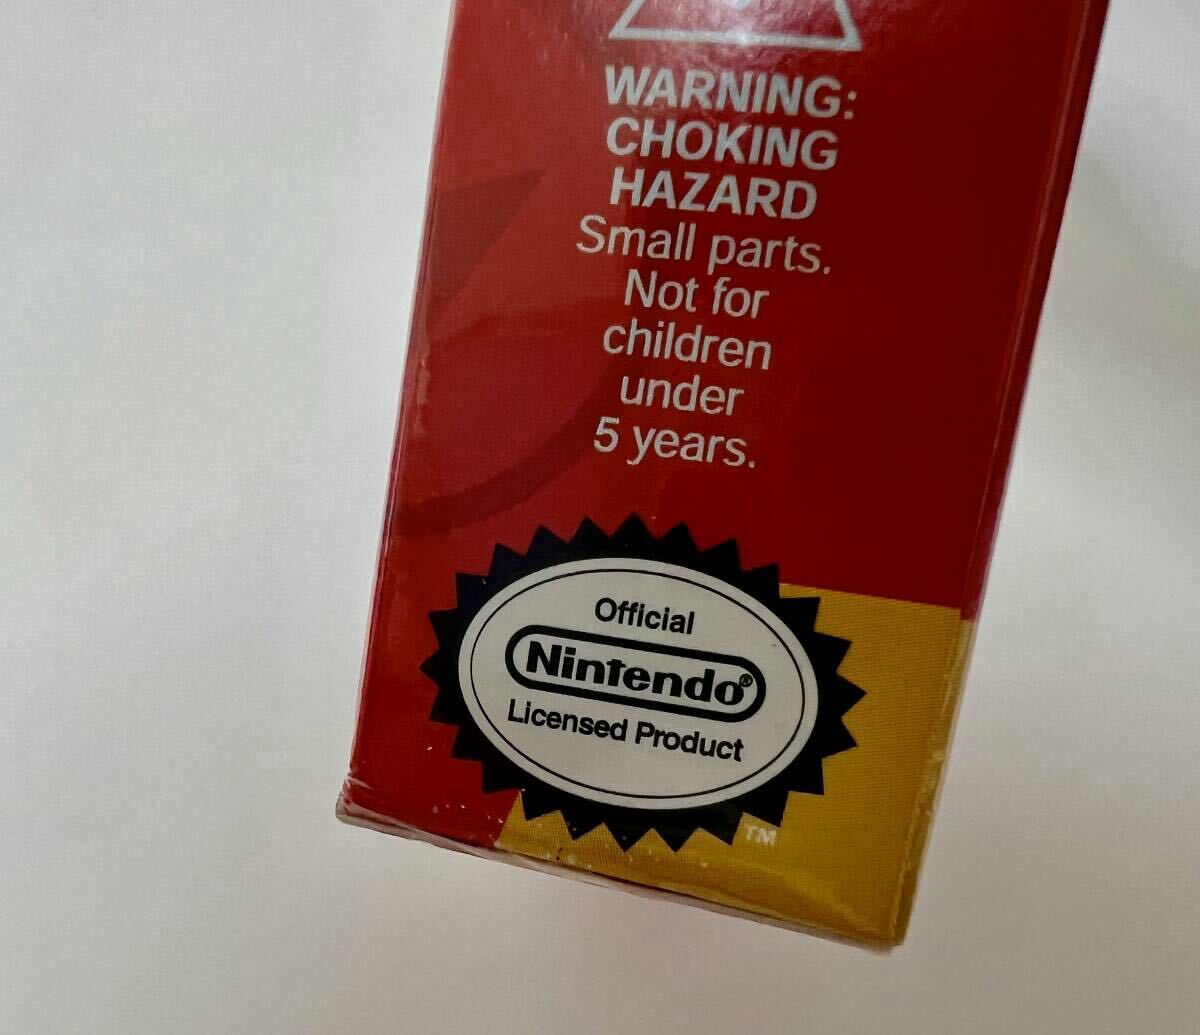 WARNING:
CHOKING
HAZARD
Small parts.
Not for
children
under
5 years.
Official
Nintendo®
Licensed Product
TM